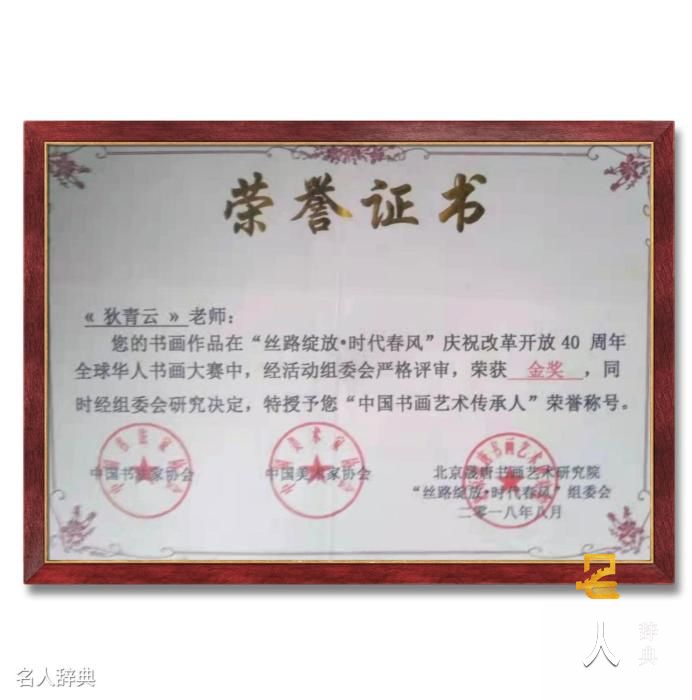 荣誉证书
《 狄青云 》老师：
您的书画作品在“丝路绽放·时代春风”庆祝改革开放40 周年
全球华人书画大赛中，经活动组委会严格评审，荣获 金奖 ，同
时经组委会研究决定，特授予您“中国书画艺术传承人”荣誉称号。
中国书法家协会 中国美术家协会 北京晟唐书画艺术研究院
“丝路绽放·时代春风”组委会
二零一八年八月
名人辞典
名人辞典